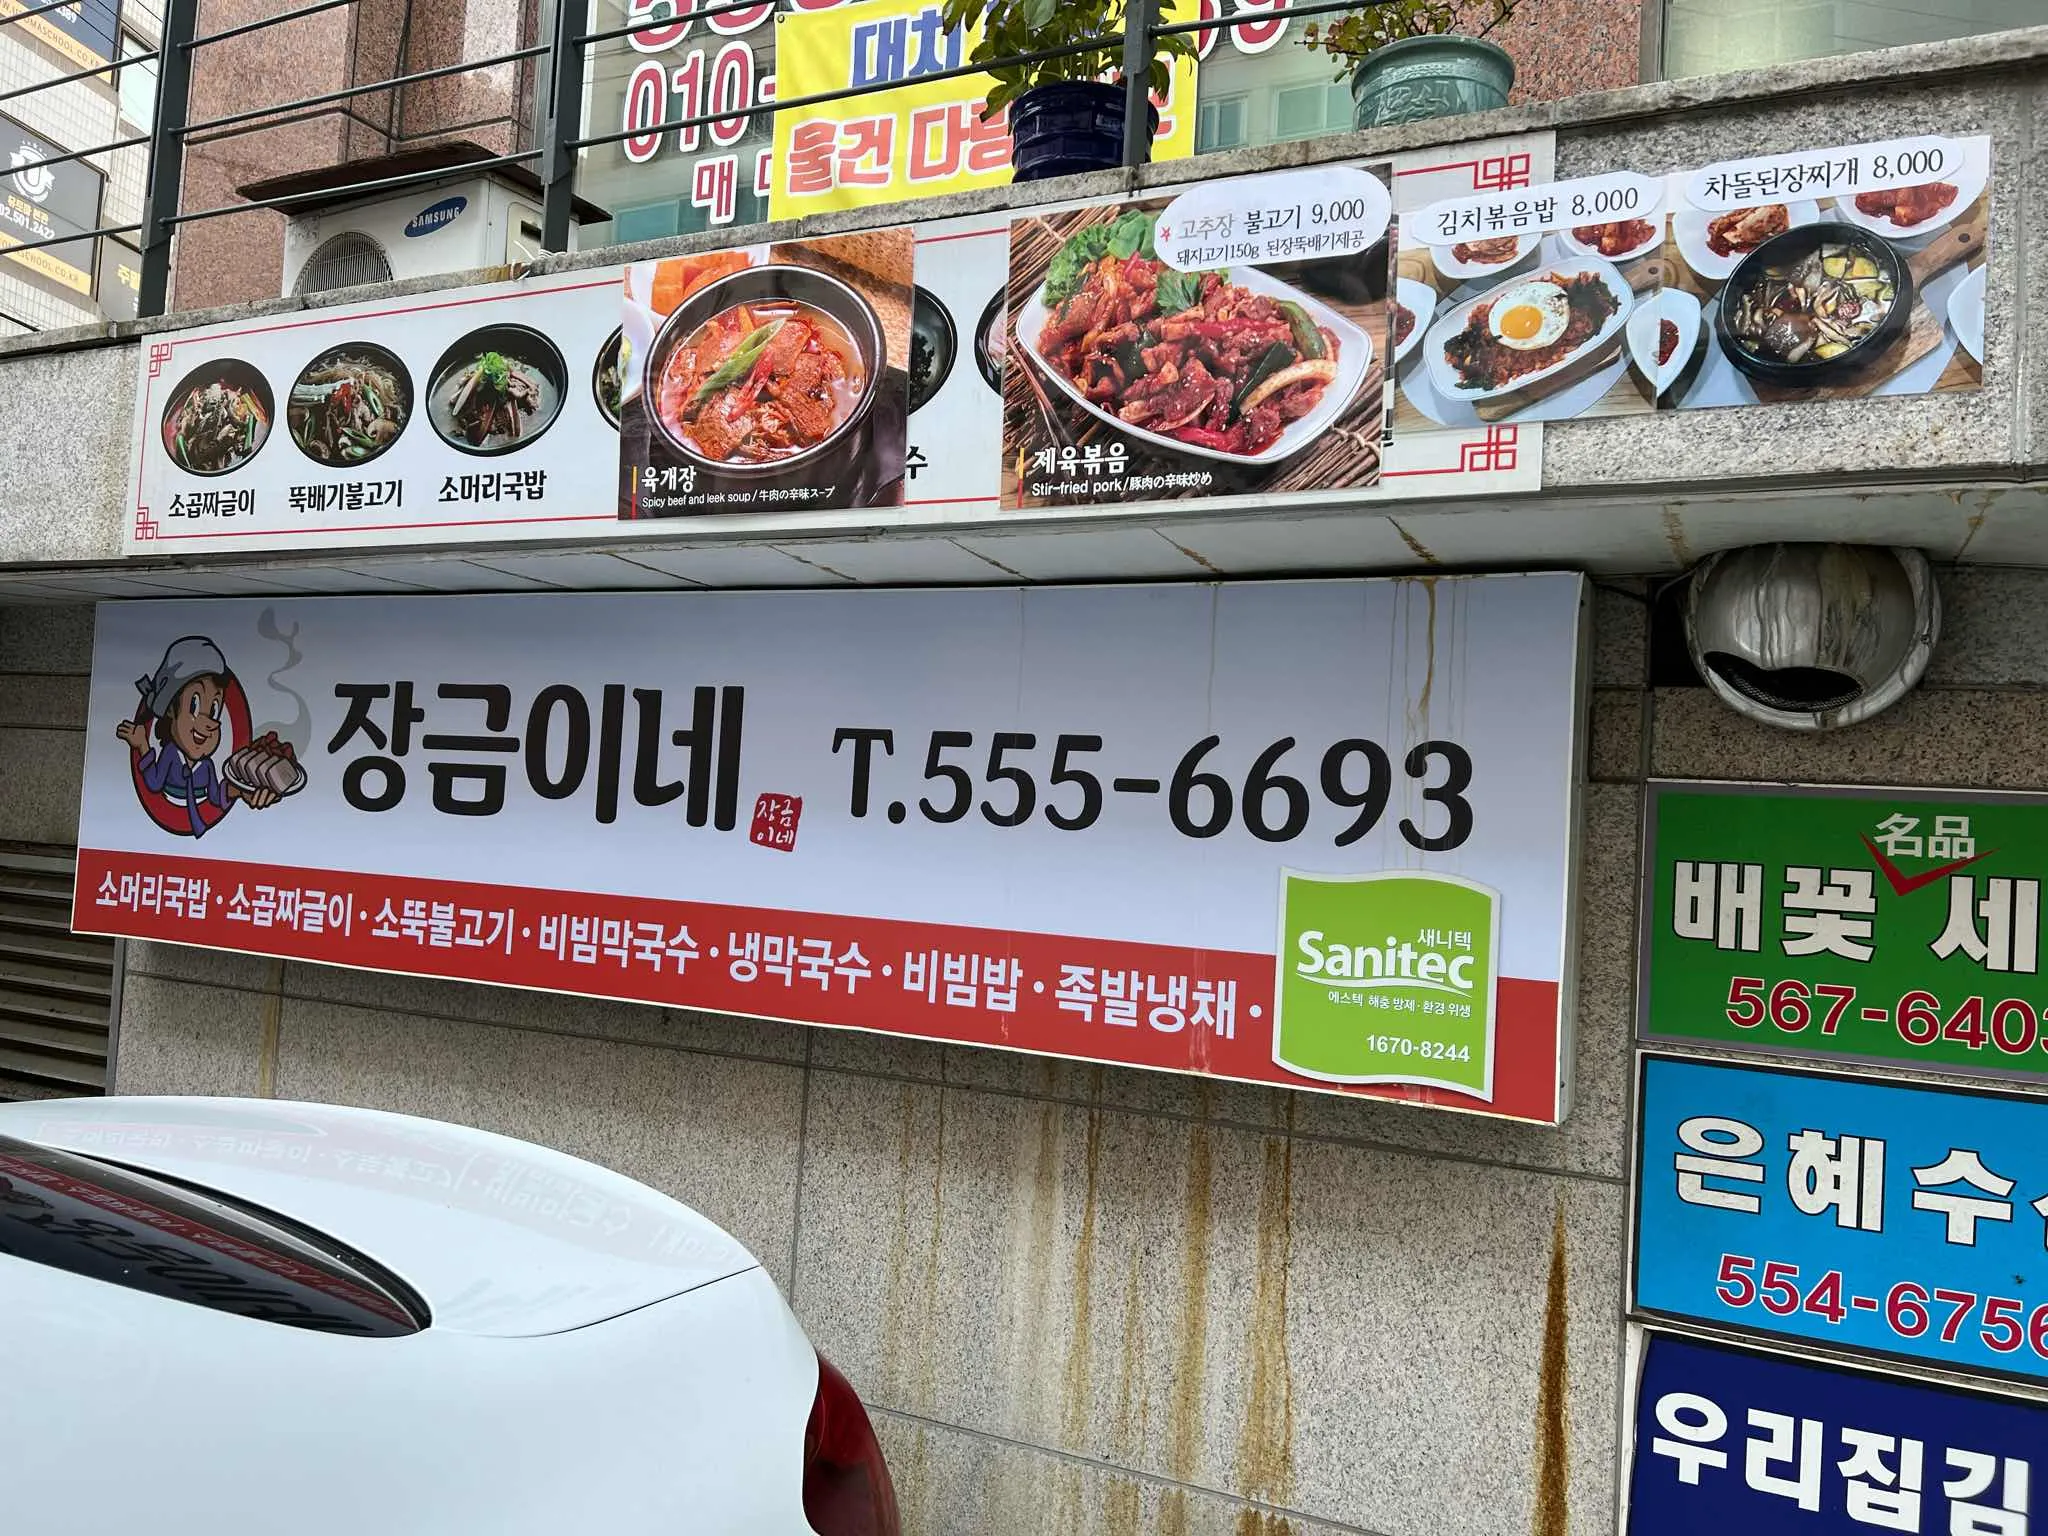 010-
대치
물건
매
SAMSUNG
고추장 불고기 9,000
돼지고기150g 된장뚝배기제공
김치볶음밥 8,000
차돌된장찌개 8,000
소곱짜글이
뚝배기불고기
소머리국밥
육개장
Spicy beef and leek soup / 牛肉の辛味スープ
수
제육볶음
Stir-fried pork/豚肉の辛味炒め
장금이네
장금
이네
T.555-6693
소머리국밥·소곱짜글이·소뚝불고기·비빔막국수·냉막국수·비빔밥·족발냉채·
새니텍
Sanitec
에스텍 해충 방제·환경 위생
1670-8244
名品
배꽃 세
567-6403
은혜수
554-6756
우리집김